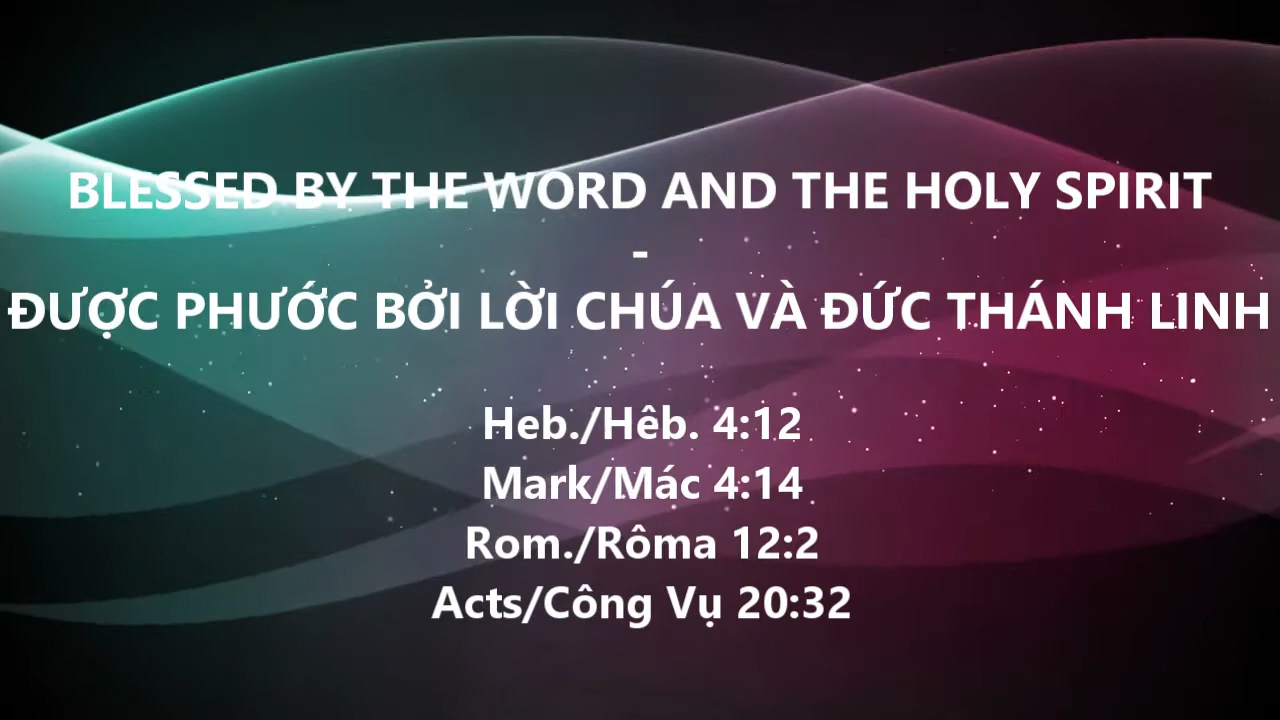 BLESSED BY THE WORD AND THE HOLY SPIRIT
-
ĐƯỢC PHƯỚC BỞI LỜI CHÚA VÀ ĐỨC THÁNH LINH
Heb./Hêb. 4:12
Mark/Mác 4:14
Rom./Rôma 12:2
Acts/Công Vụ 20:32